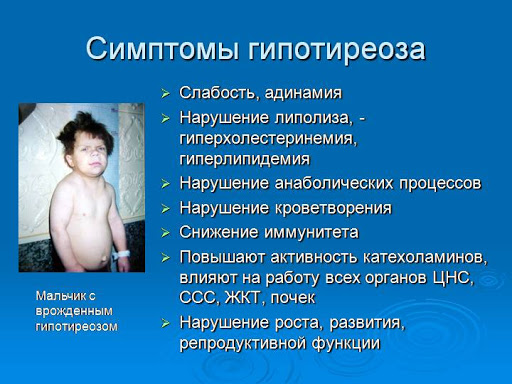 Симптомы гипотиреоза
Слабость, адинамия
Нарушение липолиза, -
гиперхолестеринемия,
гиперлипидемия
Нарушение анаболических процессов
Нарушение кроветворения
Снижение иммунитета
Повышают активность катехоламинов,
влияют на работу всех органов ЦНС,
ССС, ЖКТ, почек
Нарушение роста, развития,
репродуктивной функции
Мальчик с
врожденным
гипотиреозом